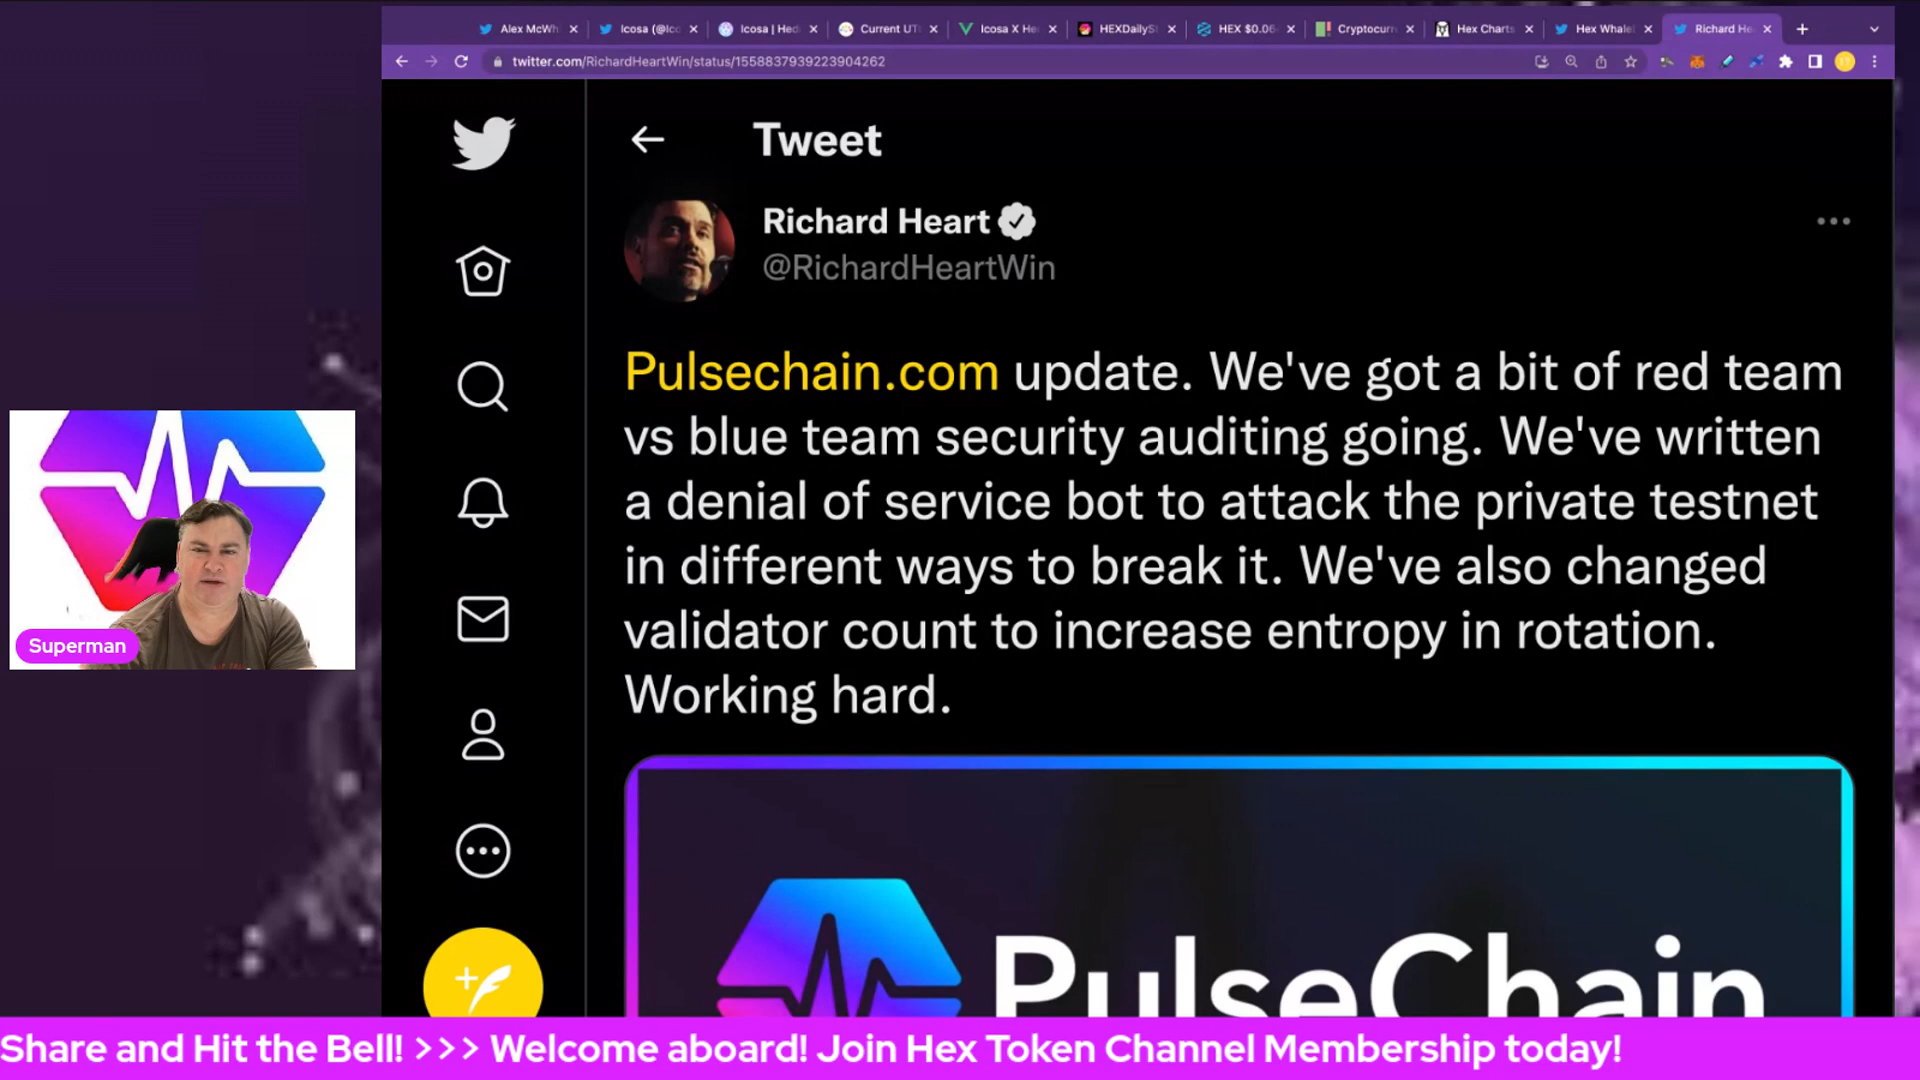 Alex McWh
Icosa (@Ico
Icosa | Hed
Current UT
Icosa X He
HEXDailySt
HEX $0.06
Cryptocurr
Hex Charts
Hex Whale
Richard He
twitter.com/RichardHeartWin/status/1558837939223904262
Tweet
Richard Heart
@RichardHeartWin
Pulsechain.com update. We've got a bit of red team
vs blue team security auditing going. We've written
a denial of service bot to attack the private testnet
in different ways to break it. We've also changed
validator count to increase entropy in rotation.
Working hard.
Superman
PulseChain
Share and Hit the Bell! >>> Welcome aboard! Join Hex Token Channel Membership today!